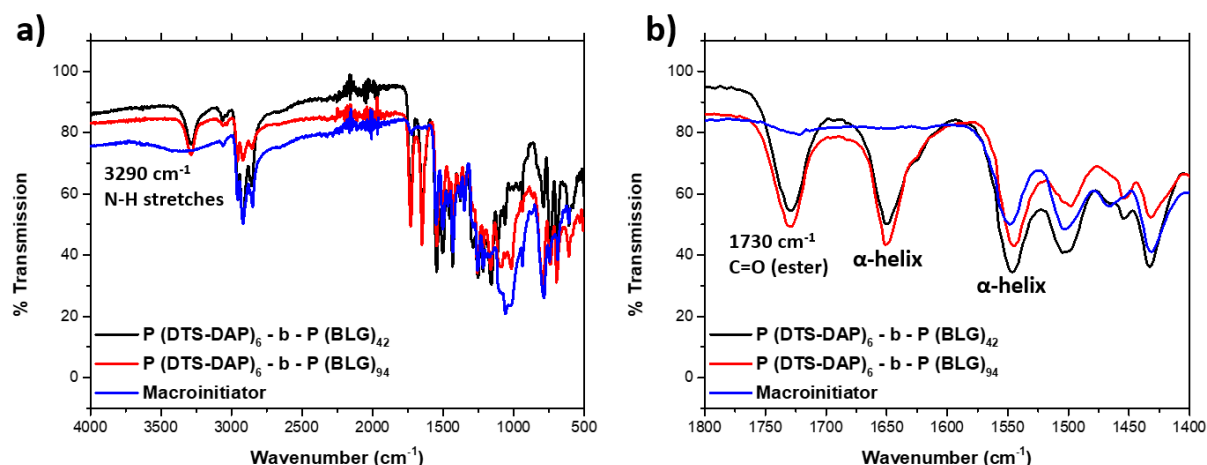 a)
% Transmission
100
80
60
40
20
0
3290 cm⁻¹
N-H stretches
P (DTS-DAP)₆ - b - P (BLG)₄₂
P (DTS-DAP)₆ - b - P (BLG)₉₄
Macroinitiator
4000 3500 3000 2500 2000 1500 1000 500
Wavenumber (cm⁻¹)
b)
% Transmission
100
80
60
40
20
0
1730 cm⁻¹
C=O (ester)
α-helix
α-helix
P (DTS-DAP)₆ - b - P (BLG)₄₂
P (DTS-DAP)₆ - b - P (BLG)₉₄
Macroinitiator
1800 1750 1700 1650 1600 1550 1500 1450 1400
Wavenumber (cm⁻¹)